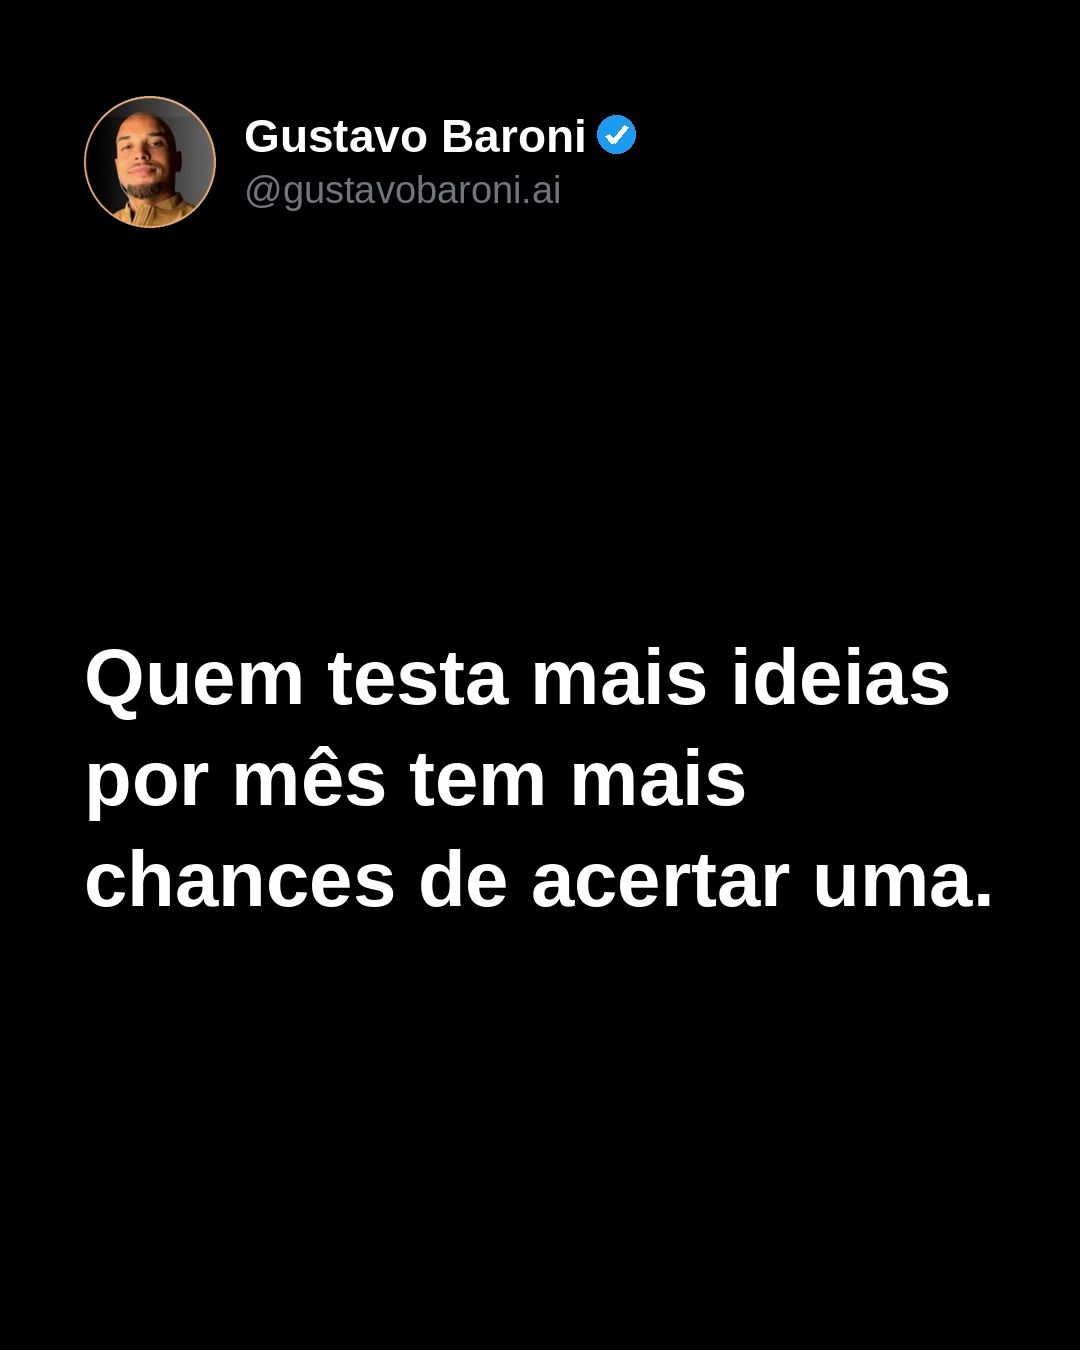 Gustavo Baroni
@gustavobaroni.ai
Quem testa mais ideias
por mês tem mais
chances de acertar uma.